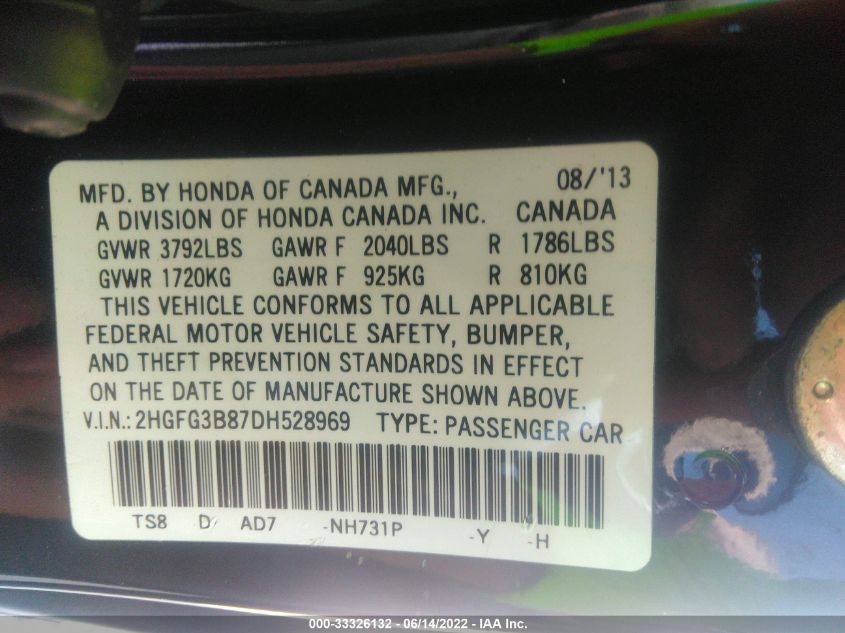 MFD. BY HONDA OF CANADA MFG., 08/'13
A DIVISION OF HONDA CANADA INC. CANADA
GVWR 3792LBS GAWR F 2040LBS R 1786LBS
GVWR 1720KG GAWR F 925KG R 810KG
THIS VEHICLE CONFORMS TO ALL APPLICABLE
FEDERAL MOTOR VEHICLE SAFETY, BUMPER,
AND THEFT PREVENTION STANDARDS IN EFFECT
ON THE DATE OF MANUFACTURE SHOWN ABOVE.
V.I.N.: 2HGFG3B87DH528969 TYPE: PASSENGER CAR
TS8 D AD7 -NH731P -Y -H
000-33326132 - 06/14/2022 - IAA Inc.